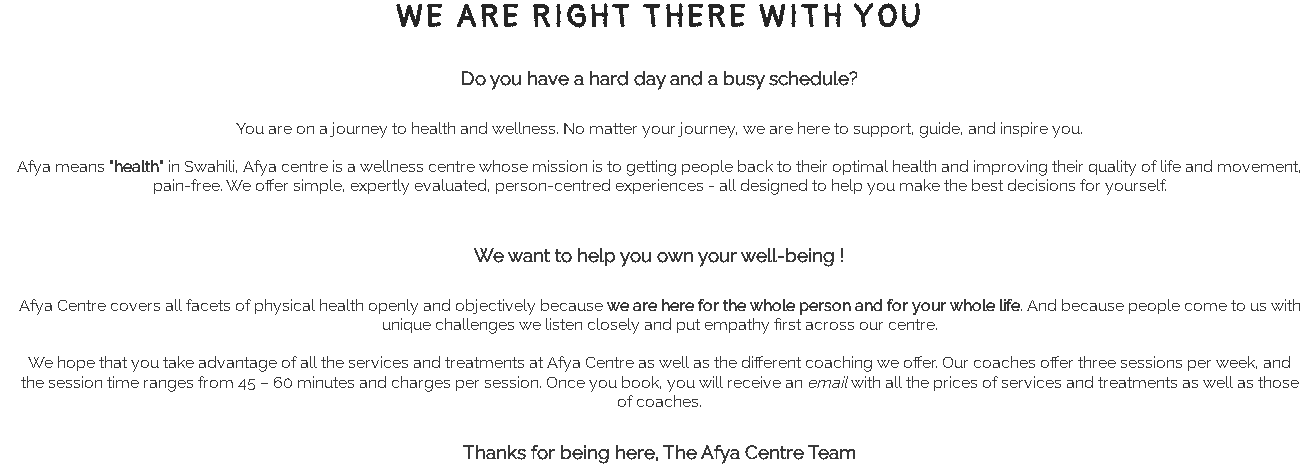 WE ARE RIGHT THERE WITH YOU
Do you have a hard day and a busy schedule?
You are on a journey to health and wellness. No matter your journey, we are here to support, guide, and inspire you.
Afya means "health" in Swahili, Afya centre is a wellness centre whose mission is to getting people back to their optimal health and improving their quality of life and movement,
pain-free. We offer simple, expertly evaluated, person-centred experiences - all designed to help you make the best decisions for yourself.
We want to help you own your well-being !
Afya Centre covers all facets of physical health openly and objectively because we are here for the whole person and for your whole life. And because people come to us with
unique challenges we listen closely and put empathy first across our centre.
We hope that you take advantage of all the services and treatments at Afya Centre as well as the different coaching we offer. Our coaches offer three sessions per week, and
the session time ranges from 45 – 60 minutes and charges per session. Once you book, you will receive an email with all the prices of services and treatments as well as those
of coaches.
Thanks for being here, The Afya Centre Team